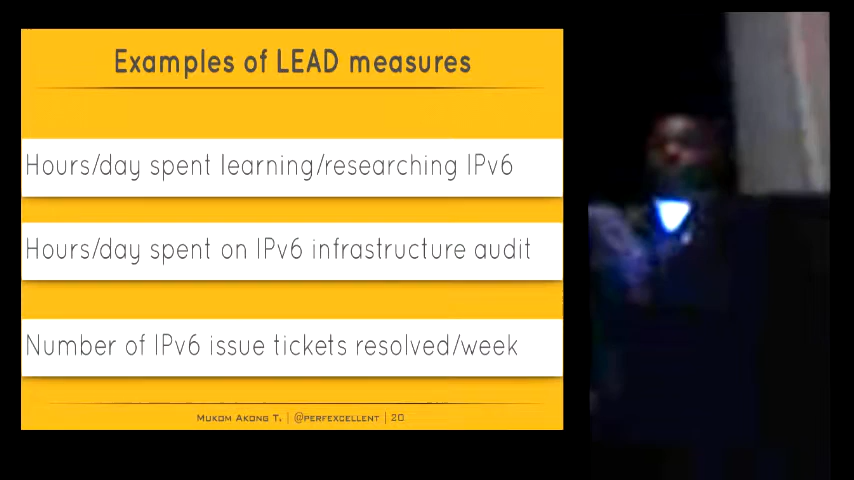 Examples of LEAD measures
Hours/day spent learning/researching IPv6
Hours/day spent on IPv6 infrastructure audit
Number of IPv6 issue tickets resolved/week
Mukom Akong T. | @perfexcellent | 20